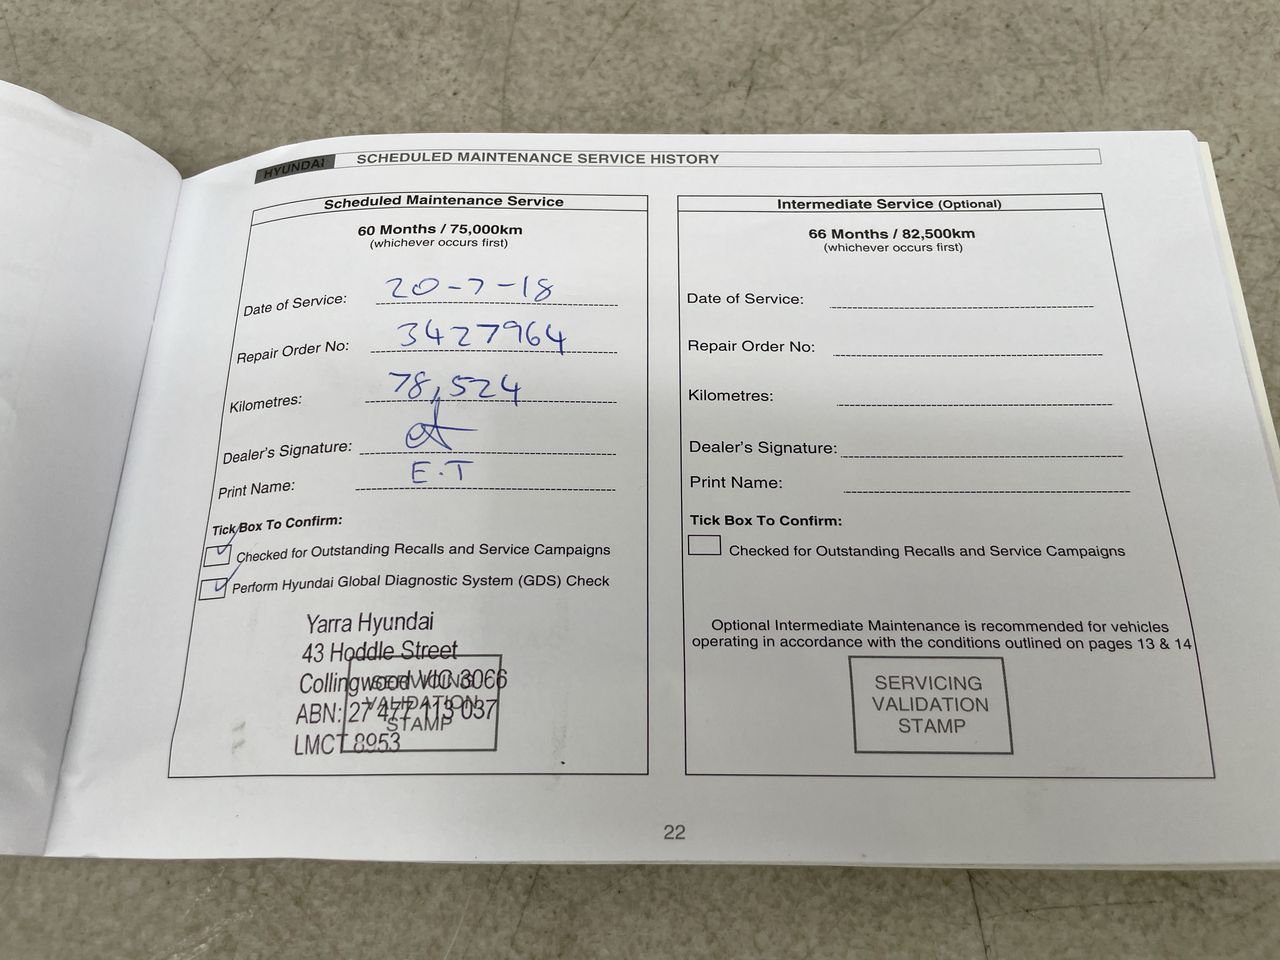 HYUNDAI SCHEDULED MAINTENANCE SERVICE HISTORY
Scheduled Maintenance Service
60 Months / 75,000km
(whichever occurs first)
Date of Service: 20-7-18
Repair Order No: 3427964
Kilometres: 78,524
Dealer's Signature:
Print Name: E.T
Tick Box To Confirm:
Checked for Outstanding Recalls and Service Campaigns
Perform Hyundai Global Diagnostic System (GDS) Check
Yarra Hyundai
43 Hoddle Street
Collingwood VIC 3066
ABN: 27 477 113 037
LMCT 8953
SERVICING
VALIDATION
STAMP
Intermediate Service (Optional)
66 Months / 82,500km
(whichever occurs first)
Date of Service:
Repair Order No:
Kilometres:
Dealer's Signature:
Print Name:
Tick Box To Confirm:
Checked for Outstanding Recalls and Service Campaigns
Optional Intermediate Maintenance is recommended for vehicles
operating in accordance with the conditions outlined on pages 13 & 14
SERVICING
VALIDATION
STAMP
22